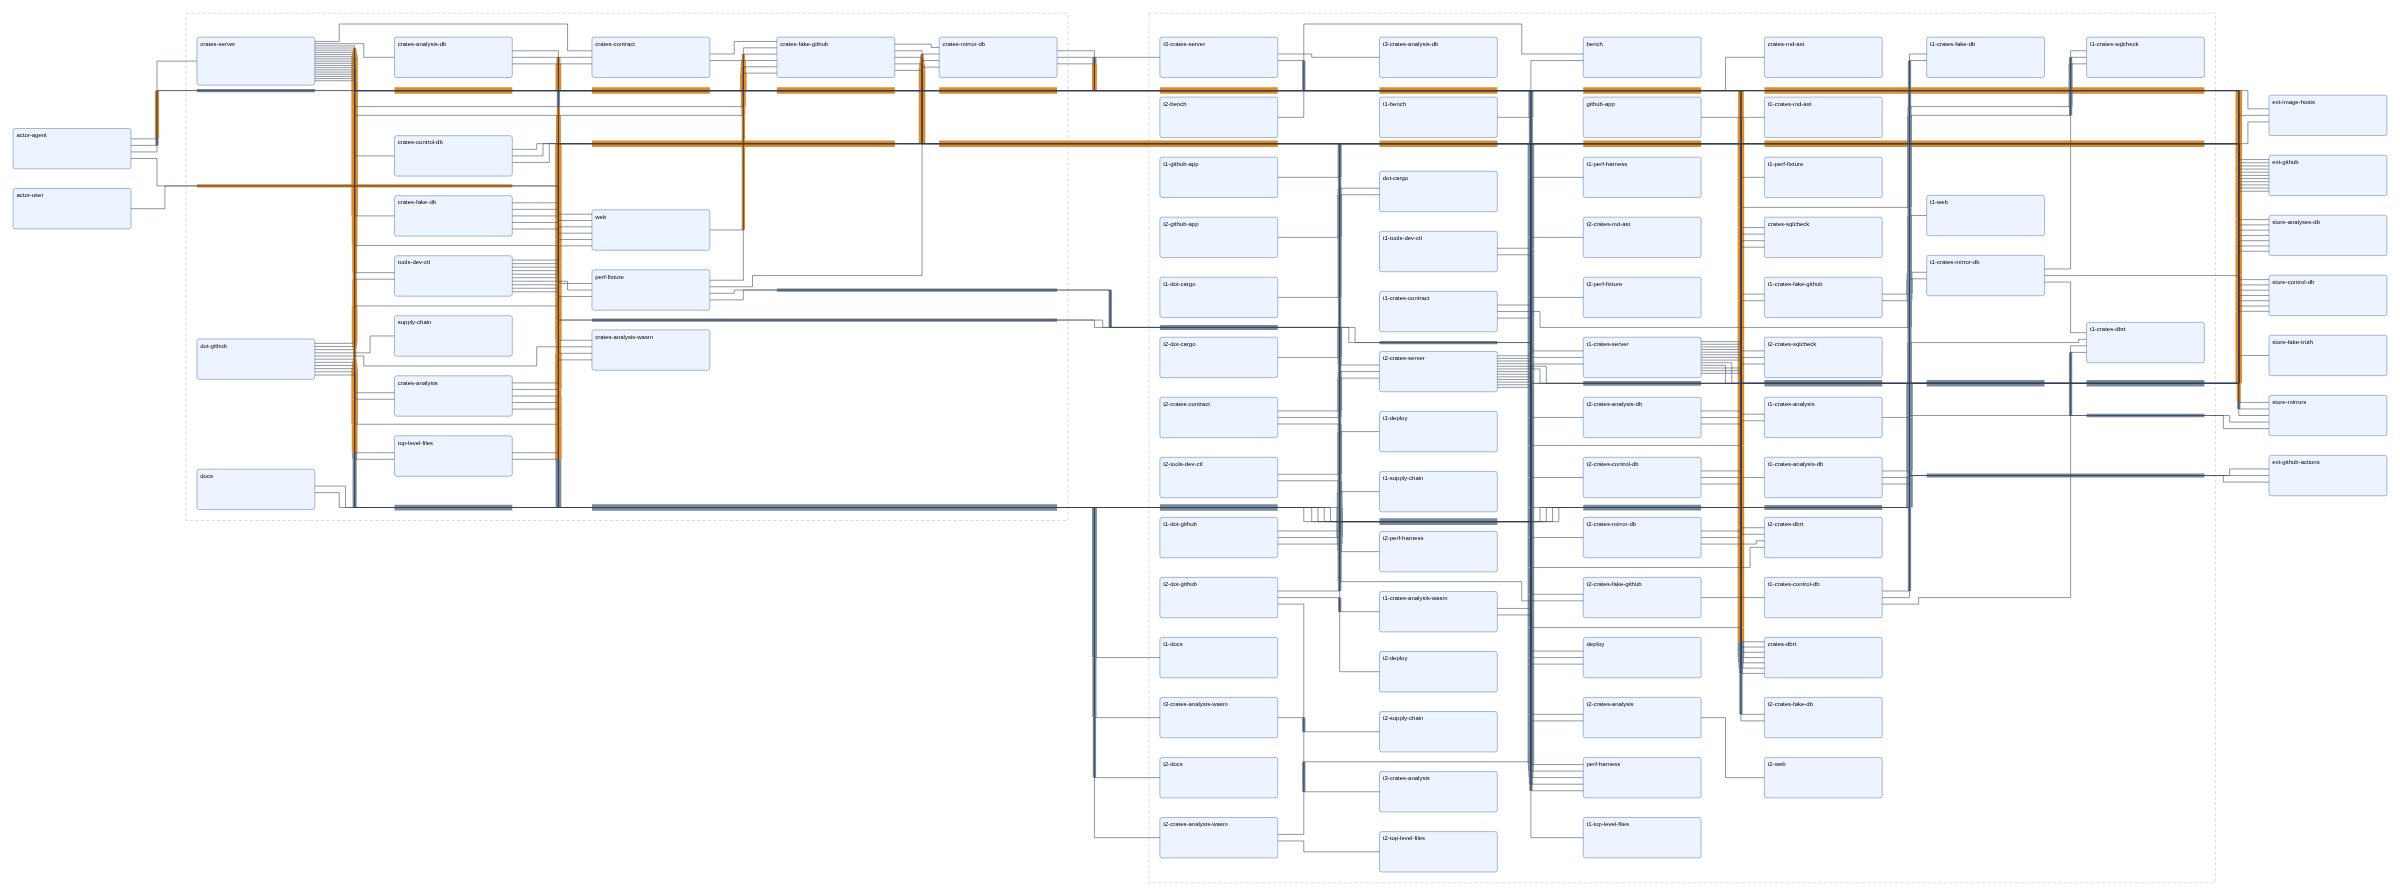 actor-agent
actor-user
crates-server
dot-github
docs
crates-analysis-db
crates-control-db
crates-fake-db
tools-dev-ctl
supply-chain
crates-analysis
top-level-files
crates-contract
web
perf-fixture
crates-analysis-wasm
crates-fake-github
crates-mirror-db
t3-crates-server
t2-bench
t1-github-app
t2-github-app
t1-dot-cargo
t2-dot-cargo
t2-crates-contract
t2-tools-dev-ctl
t1-dot-github
t2-dot-github
t1-docs
t3-crates-analysis-wasm
t2-docs
t2-crates-analysis-wasm
t3-crates-analysis-db
t1-bench
dot-cargo
t1-tools-dev-ctl
t1-crates-contract
t2-crates-server
t1-deploy
t1-supply-chain
t2-perf-harness
t1-crates-analysis-wasm
t2-deploy
t2-supply-chain
t3-crates-analysis
t2-top-level-files
bench
github-app
t1-perf-harness
t2-crates-md-ast
t2-perf-fixture
t1-crates-server
t2-crates-analysis-db
t2-crates-control-db
t2-crates-mirror-db
t2-crates-fake-github
deploy
t2-crates-analysis
perf-harness
t1-top-level-files
crates-md-ast
t1-crates-md-ast
t1-perf-fixture
crates-sqlcheck
t1-crates-fake-github
t2-crates-sqlcheck
t1-crates-analysis
t1-crates-analysis-db
t2-crates-dbrt
t1-crates-control-db
crates-dbrt
t2-crates-fake-db
t2-web
t1-crates-fake-db
t1-web
t1-crates-mirror-db
t1-crates-sqlcheck
t1-crates-dbrt
ext-image-hosts
ext-github
store-analyses-db
store-control-db
store-fake-truth
store-mirrors
ext-github-actions